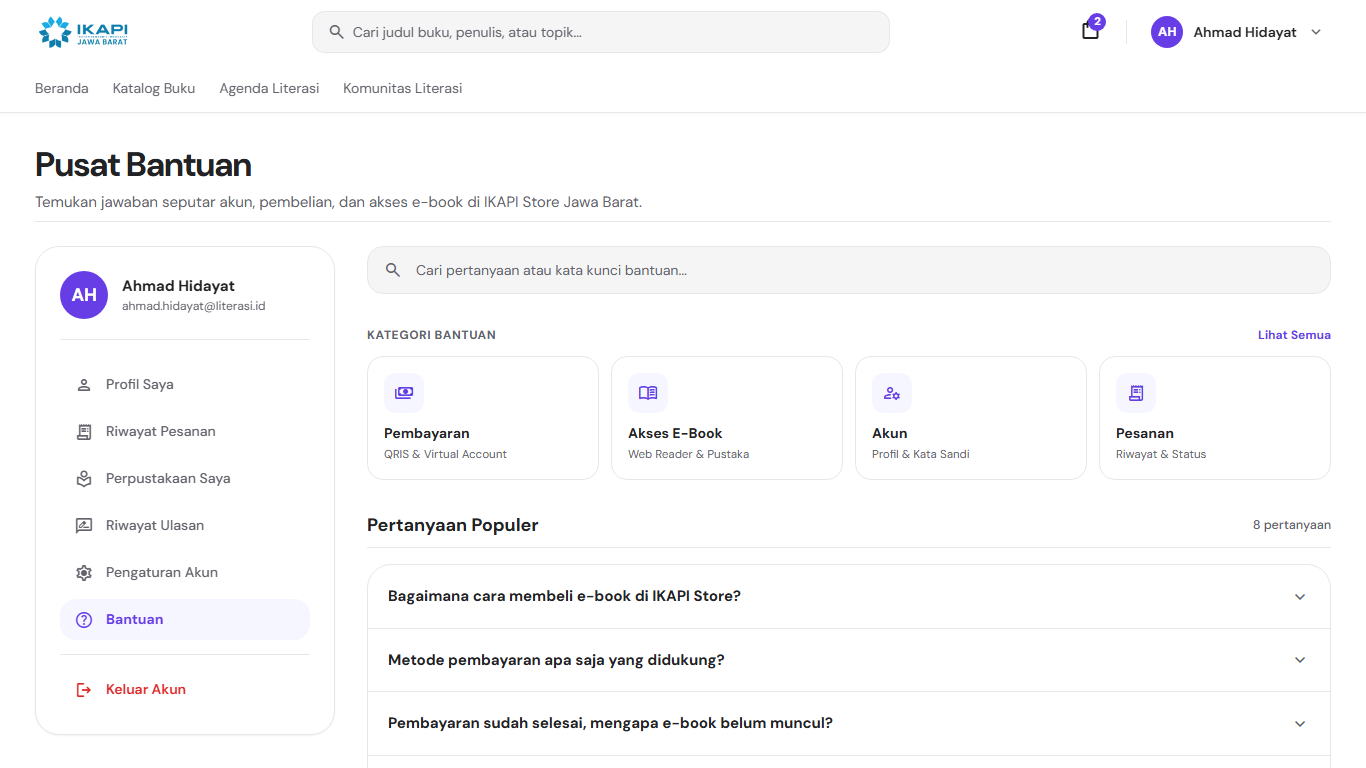 IKAPI
JAWA BARAT
Cari judul buku, penulis, atau topik...
2
AH
Ahmad Hidayat
Beranda
Katalog Buku
Agenda Literasi
Komunitas Literasi
Pusat Bantuan
Temukan jawaban seputar akun, pembelian, dan akses e-book di IKAPI Store Jawa Barat.
AH
Ahmad Hidayat
ahmad.hidayat@literasi.id
Profil Saya
Riwayat Pesanan
Perpustakaan Saya
Riwayat Ulasan
Pengaturan Akun
Bantuan
Keluar Akun
Cari pertanyaan atau kata kunci bantuan...
KATEGORI BANTUAN
Lihat Semua
Pembayaran
QRIS & Virtual Account
Akses E-Book
Web Reader & Pustaka
Akun
Profil & Kata Sandi
Pesanan
Riwayat & Status
Pertanyaan Populer
8 pertanyaan
Bagaimana cara membeli e-book di IKAPI Store?
Metode pembayaran apa saja yang didukung?
Pembayaran sudah selesai, mengapa e-book belum muncul?